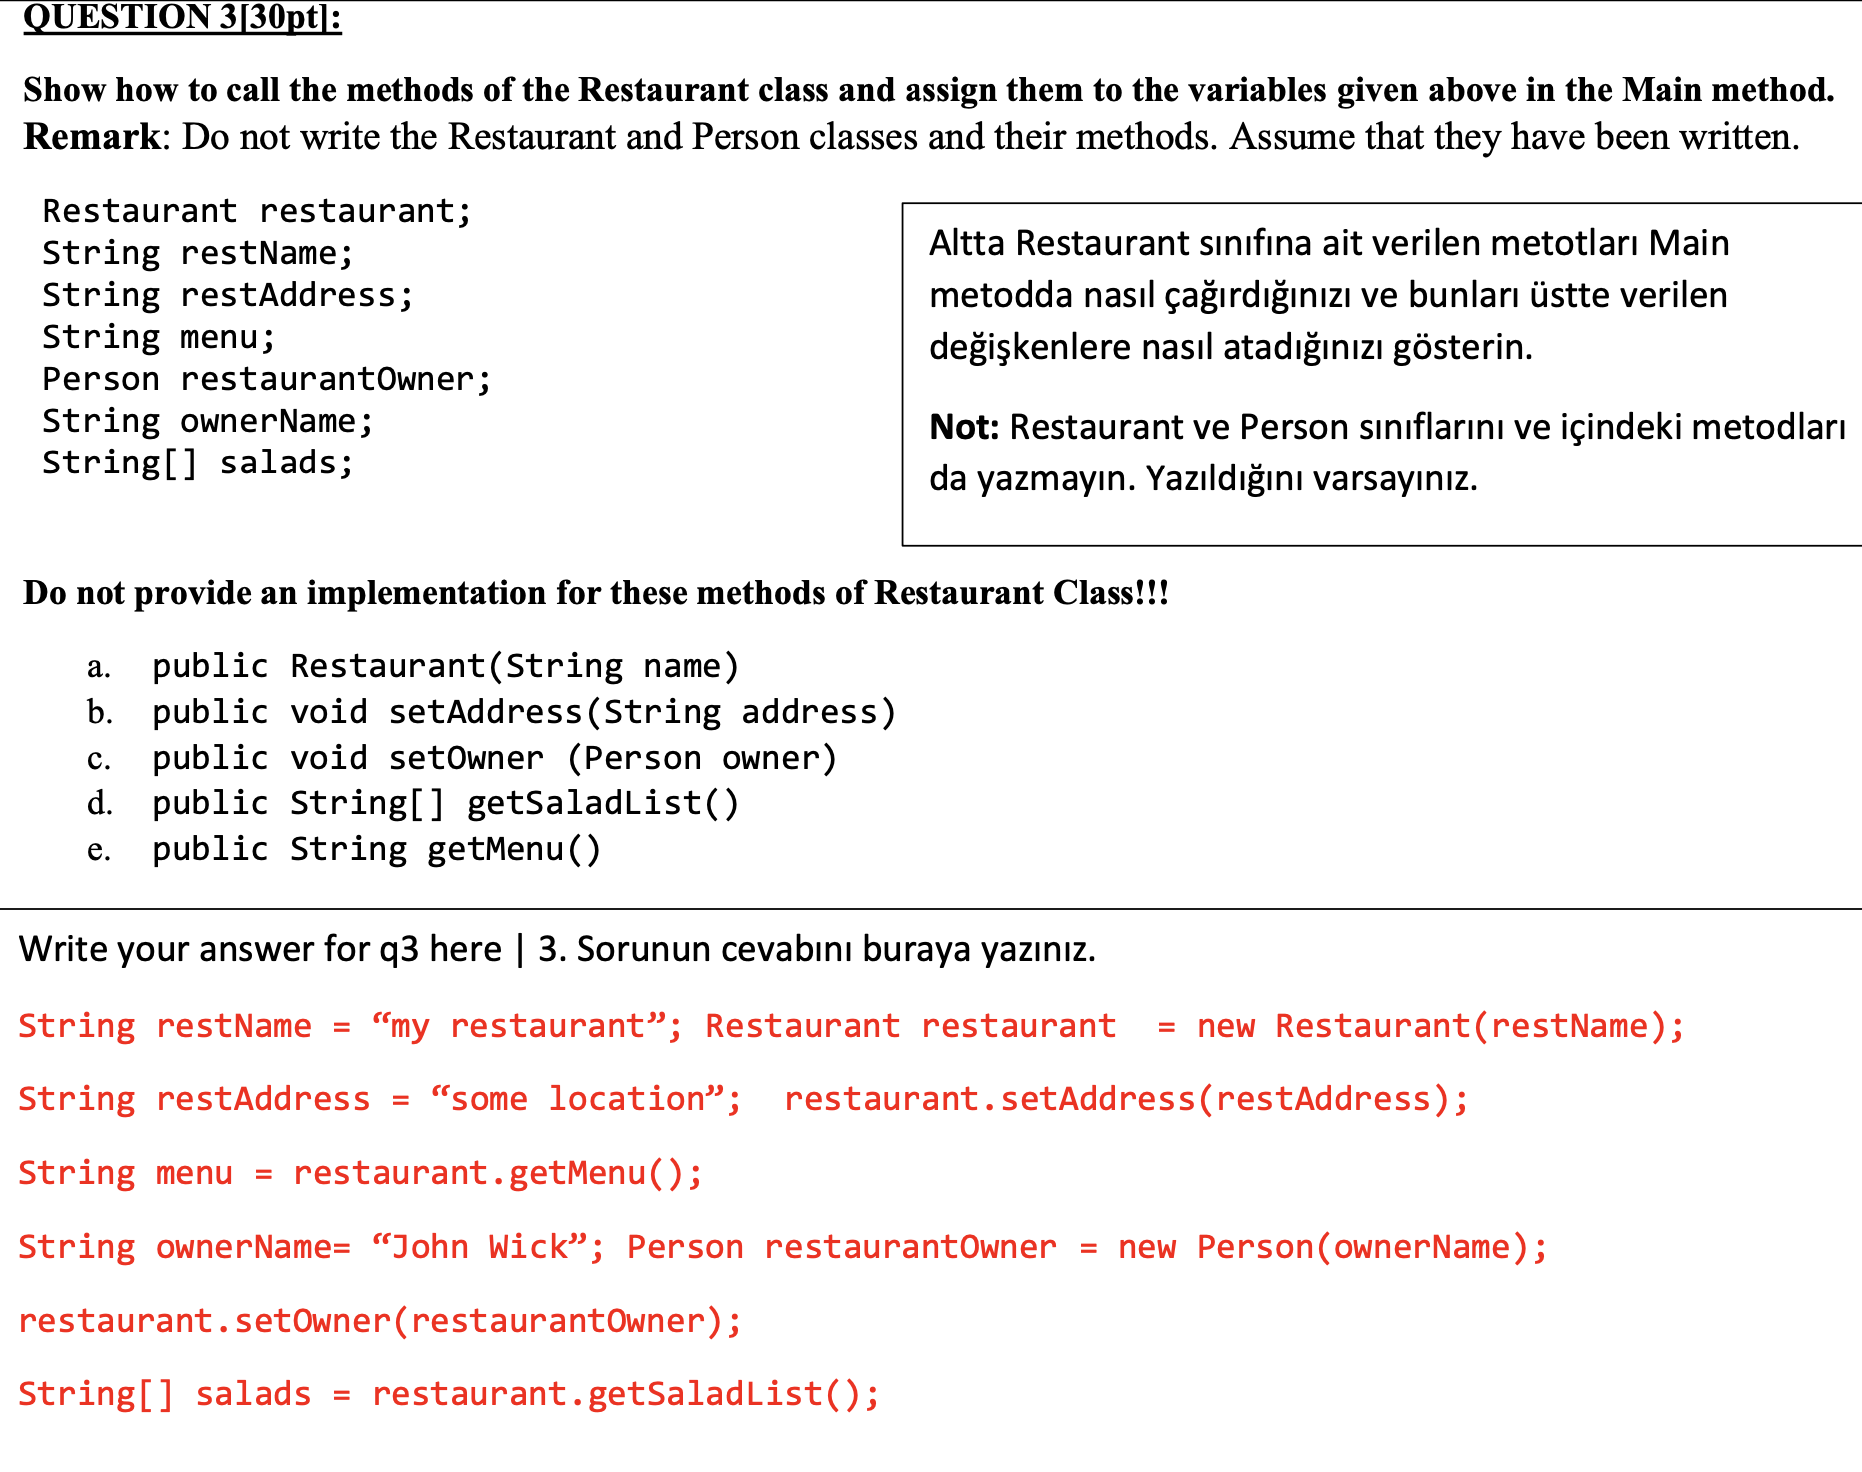 QUESTION 3[30pt]:
Show how to call the methods of the Restaurant class and assign them to the variables given above in the Main method.
Remark: Do not write the Restaurant and Person classes and their methods. Assume that they have been written.
Restaurant restaurant;
String restName;
String restAddress;
String menu;
Person restaurantOwner;
String ownerName;
String[] salads;
Altta Restaurant sınıfına ait verilen metotları Main
metodda nasıl çağırdığınızı ve bunları üstte verilen
değişkenlere nasıl atadığınızı gösterin.
Not: Restaurant ve Person sınıflarını ve içindeki metodları
da yazmayın. Yazıldığını varsayınız.
Do not provide an implementation for these methods of Restaurant Class!!!
a. public Restaurant(String name)
b. public void setAddress(String address)
c. public void setOwner (Person owner)
d. public String[] getSaladList()
e. public String getMenu()
Write your answer for q3 here | 3. Sorunun cevabını buraya yazınız.
String restName = “my restaurant”; Restaurant restaurant = new Restaurant(restName);
String restAddress = “some location”; restaurant.setAddress(restAddress);
String menu = restaurant.getMenu();
String ownerName= “John Wick”; Person restaurantOwner = new Person(ownerName);
restaurant.setOwner(restaurantOwner);
String[] salads = restaurant.getSaladList();